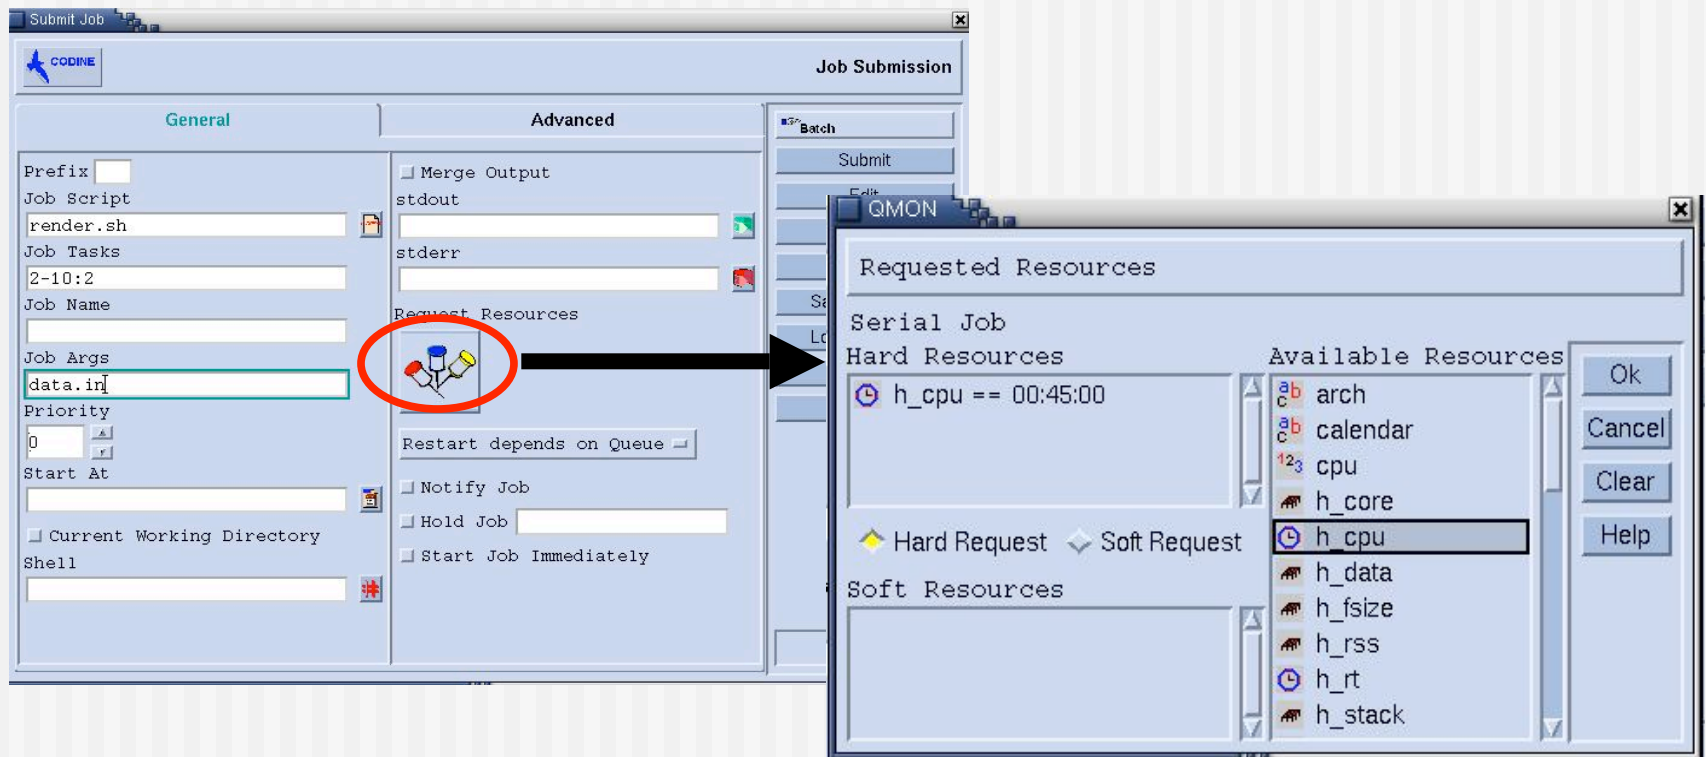 Submit Job
CODINE
Job Submission
General
Advanced
Prefix
Job Script
render.sh
Job Tasks
2-10:2
Job Name
Job Args
data.in
Priority
0
Start At
Current Working Directory
Shell
Merge Output
stdout
stderr
Request Resources
Restart depends on Queue
Notify Job
Hold Job
Start Job Immediately
Batch
Submit
Edit
QMON
Requested Resources
Serial Job
Hard Resources
h_cpu == 00:45:00
Hard Request
Soft Request
Soft Resources
Available Resources
abc arch
abc calendar
123 cpu
h_core
h_cpu
h_data
h_fsize
h_rss
h_rt
h_stack
Ok
Cancel
Clear
Help